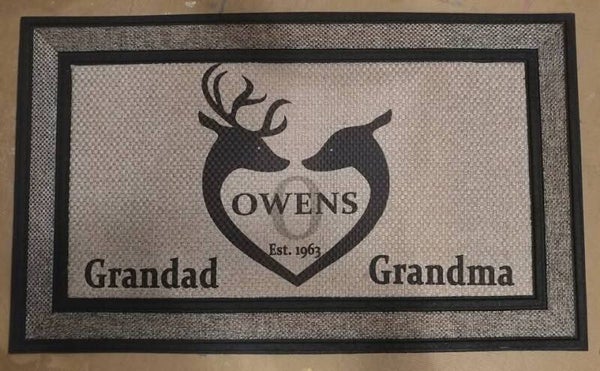 O
OWENS
Est. 1963
Grandad Grandma